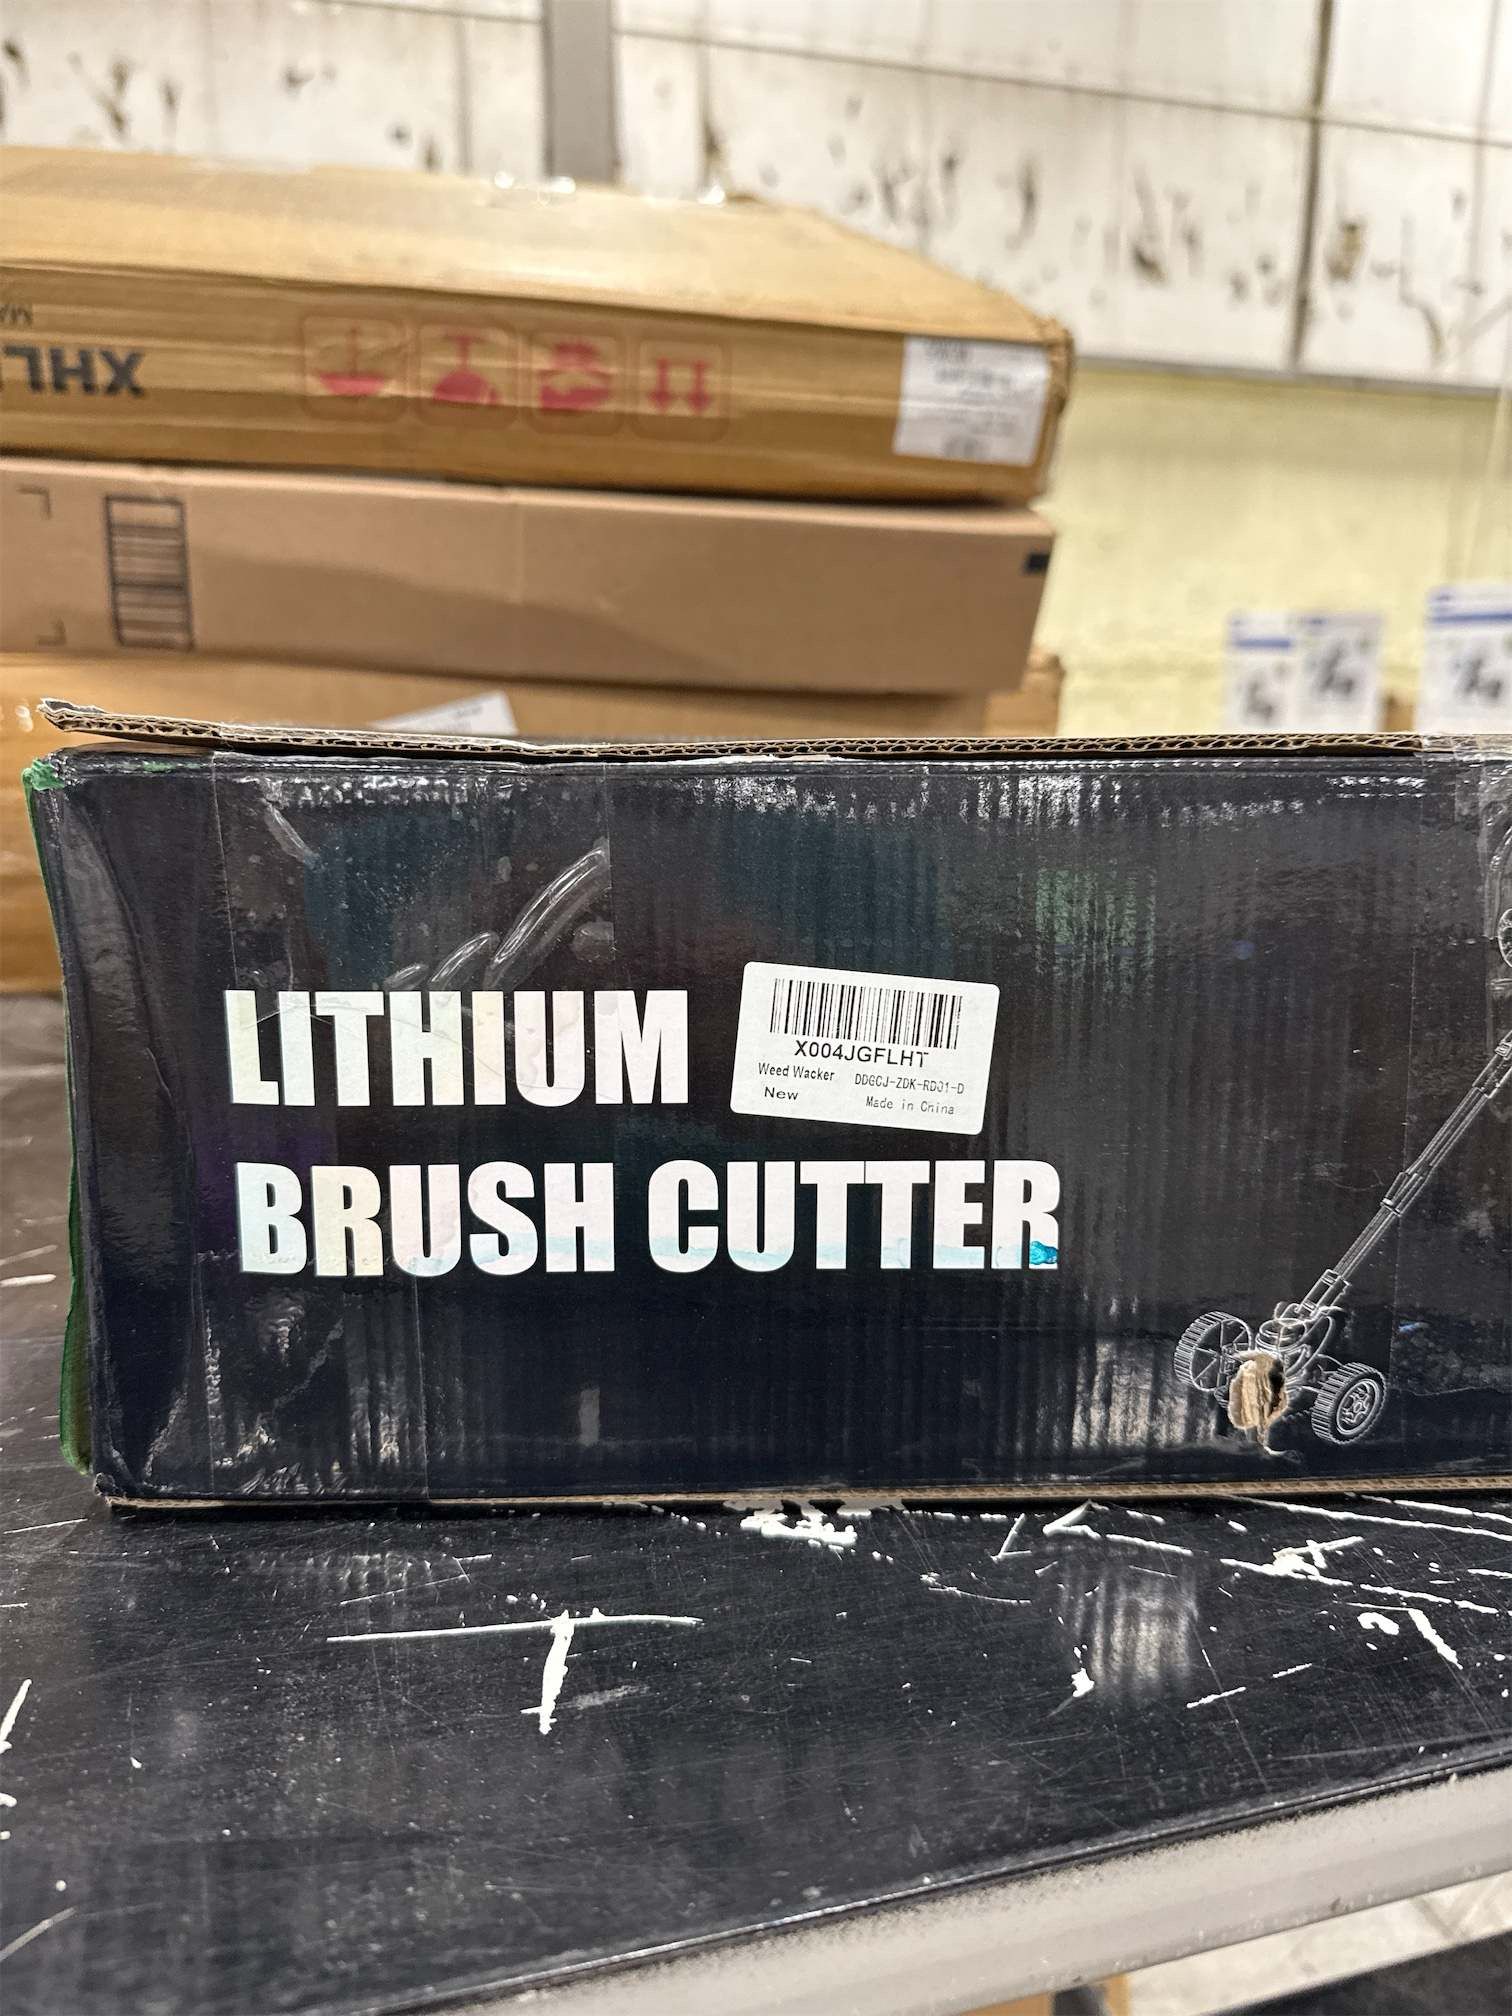 XHL
LITHIUM
X004JGFLHT
Weed Wacker DDGCJ-ZDK-RD01-D
New Made in China
BRUSH CUTTER